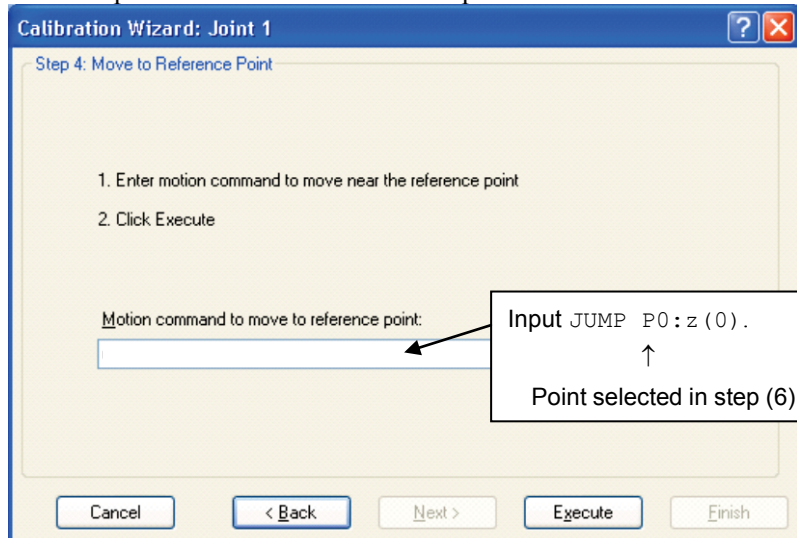 Calibration Wizard: Joint 1
Step 4: Move to Reference Point
1. Enter motion command to move near the reference point
2. Click Execute
Motion command to move to reference point:
Input JUMP P0:z(0).
↑
Point selected in step (6)
Cancel
< Back
Next >
Execute
Finish